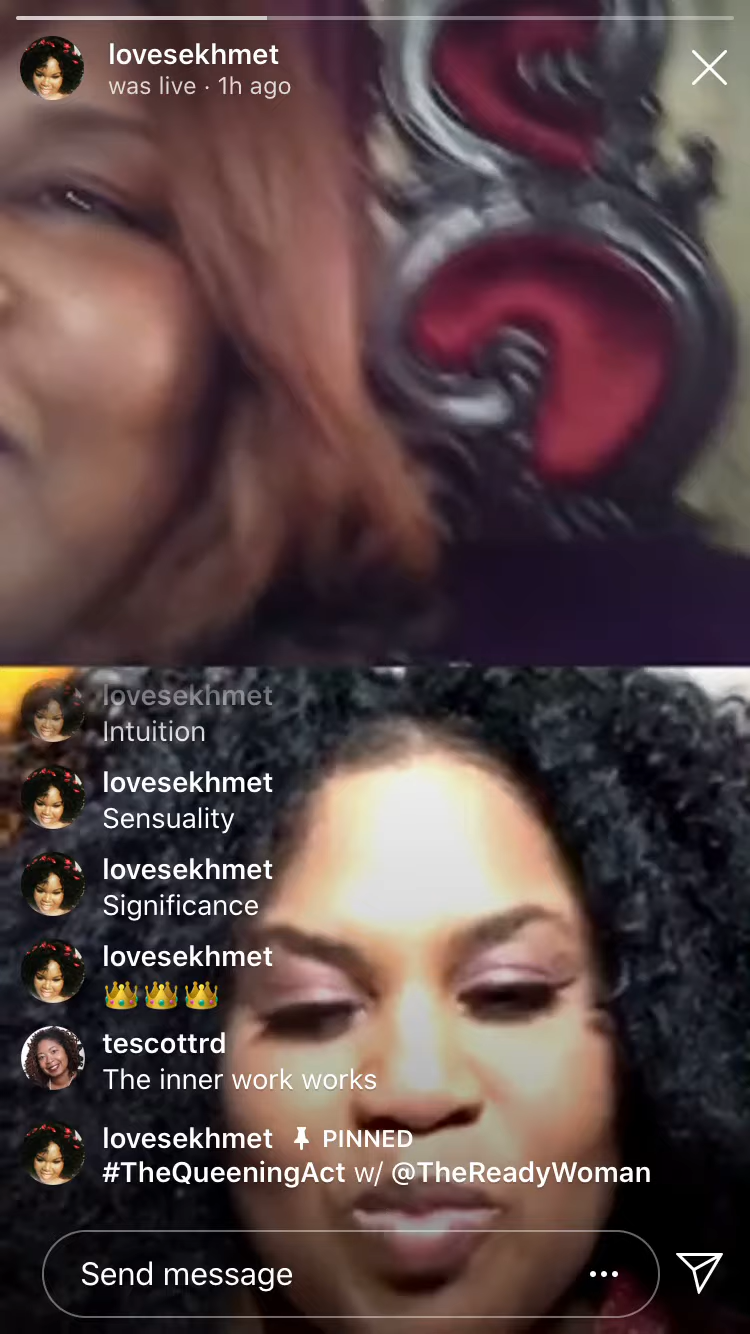 lovesekhmet
was live · 1h ago
lovesekhmet
Intuition
lovesekhmet
Sensuality
lovesekhmet
Significance
lovesekhmet
👑👑👑
tescottrd
The inner work works
lovesekhmet PINNED
#TheQueeningAct w/ @TheReadyWoman
Send message